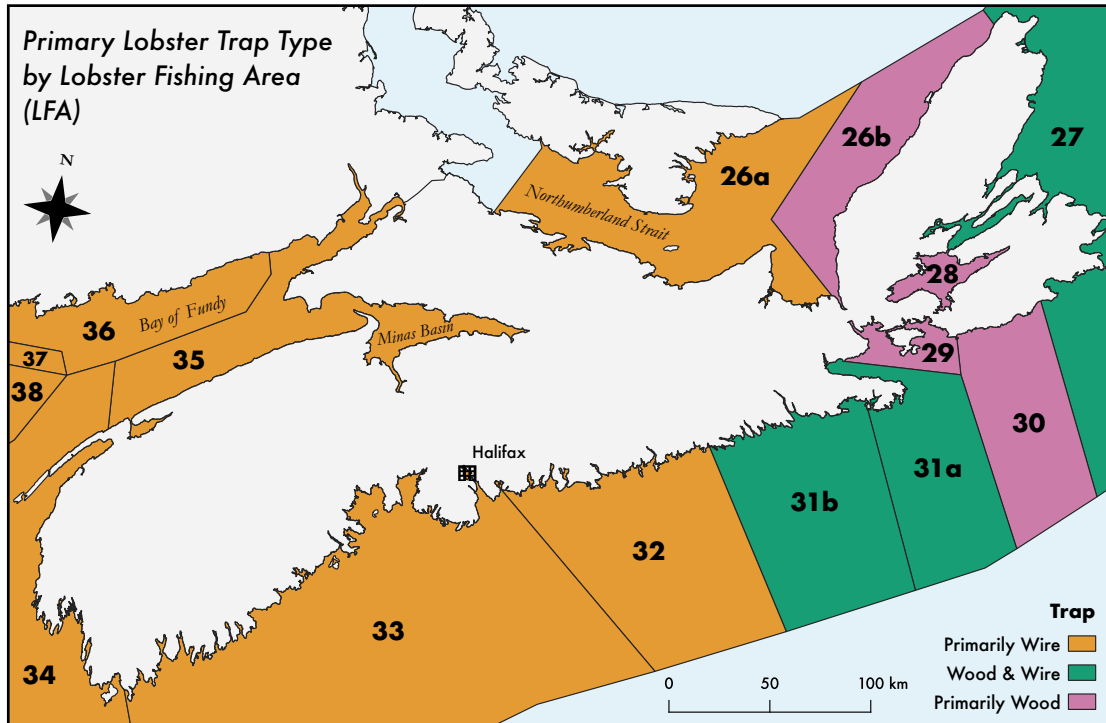 Primary Lobster Trap Type
by Lobster Fishing Area
(LFA)
N
26b
27
26a
Northumberland Strait
28
Bay of Fundy
36
Minas Basin
29
37
35
38
30
Halifax
31a
31b
32
33
34
Trap
Primarily Wire
Wood & Wire
Primarily Wood
0 50 100 km